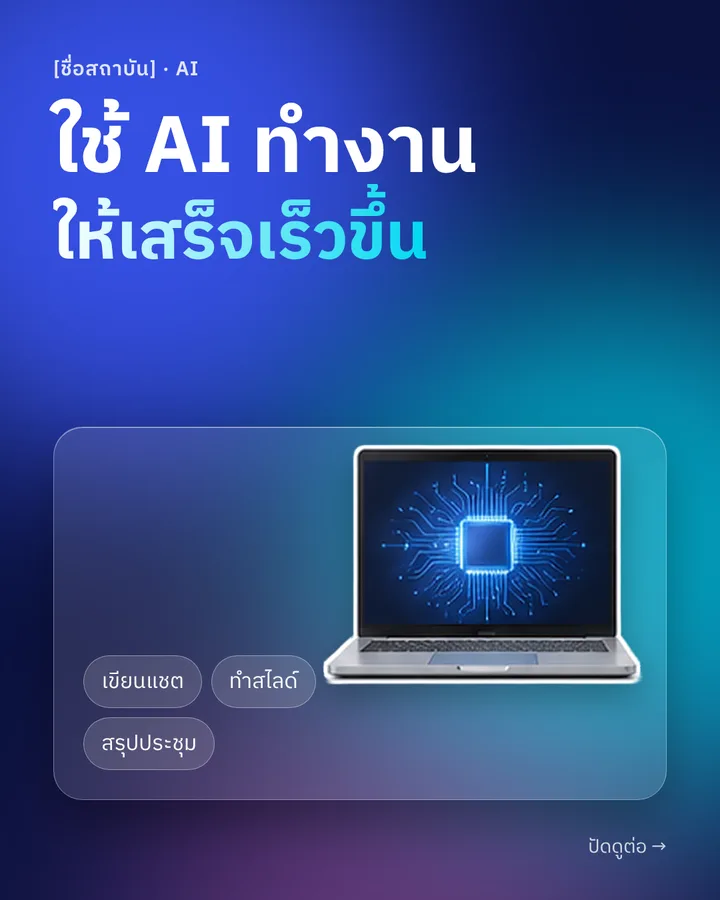 [ชื่อสถาบัน] · AI
ใช้ AI ทำงาน
ให้เสร็จเร็วขึ้น
เขียนแชต
ทำสไลด์
สรุปประชุม
ปัดดูต่อ →